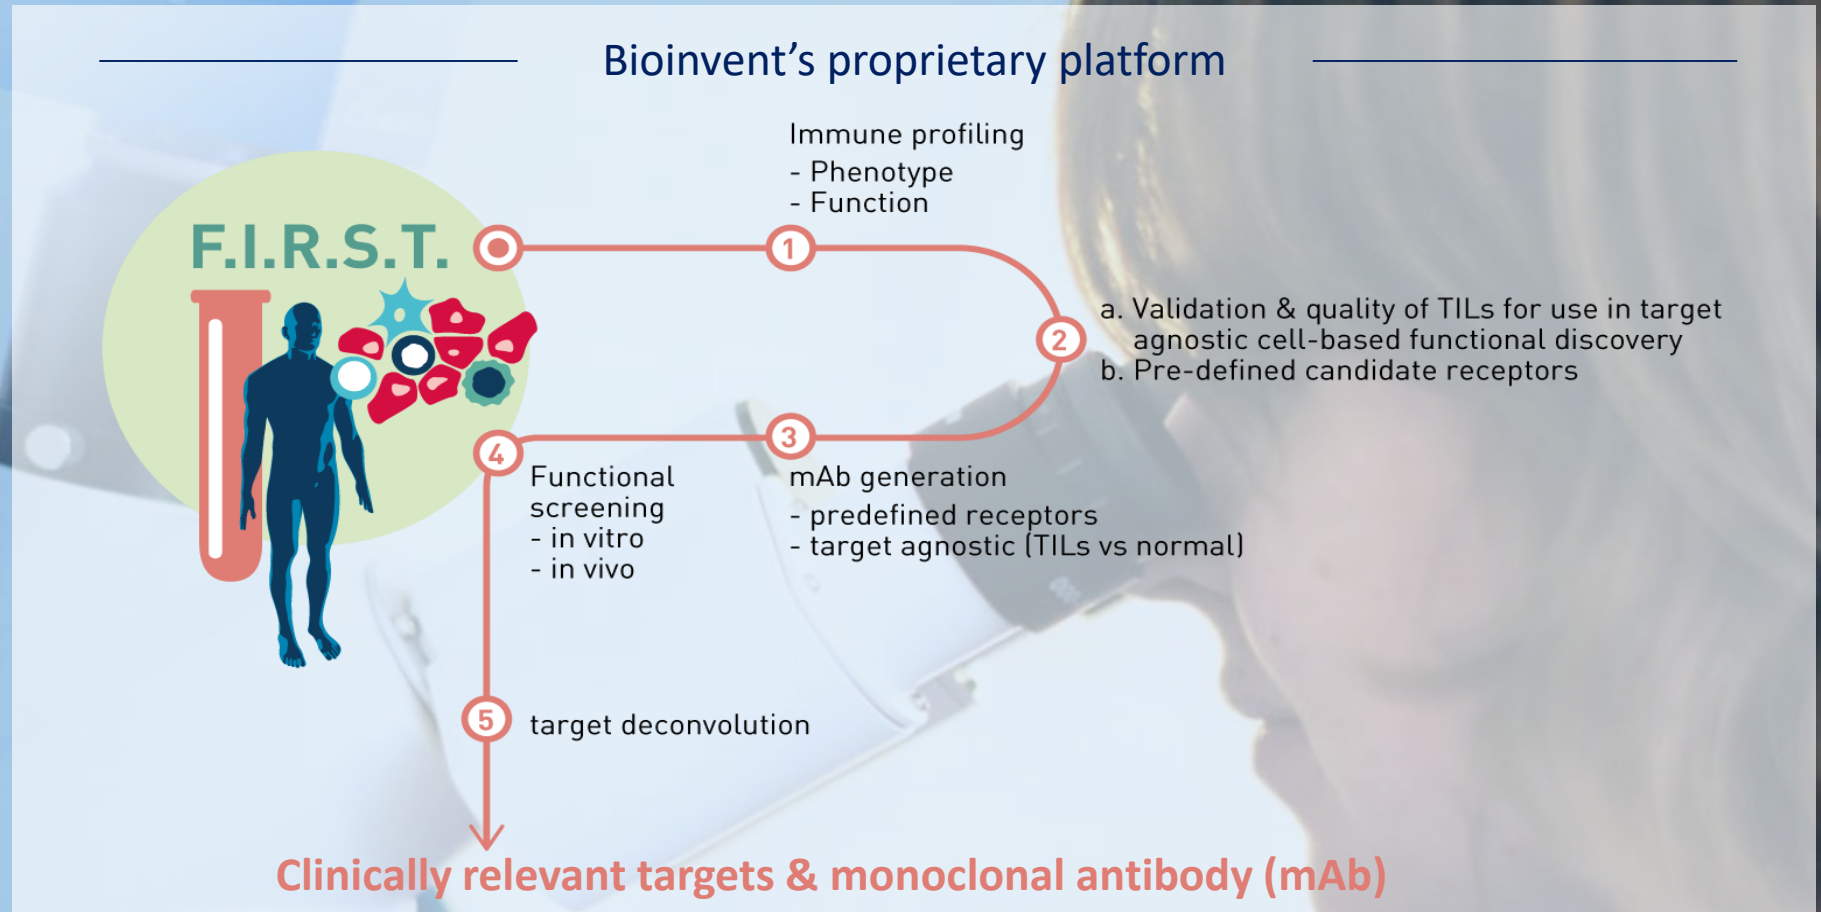 Bioinvent’s proprietary platform
F.I.R.S.T.
Immune profiling
- Phenotype
- Function
1
2
a. Validation & quality of TILs for use in target
agnostic cell-based functional discovery
b. Pre-defined candidate receptors
3
mAb generation
- predefined receptors
- target agnostic (TILs vs normal)
4
Functional
screening
- in vitro
- in vivo
5
target deconvolution
Clinically relevant targets & monoclonal antibody (mAb)